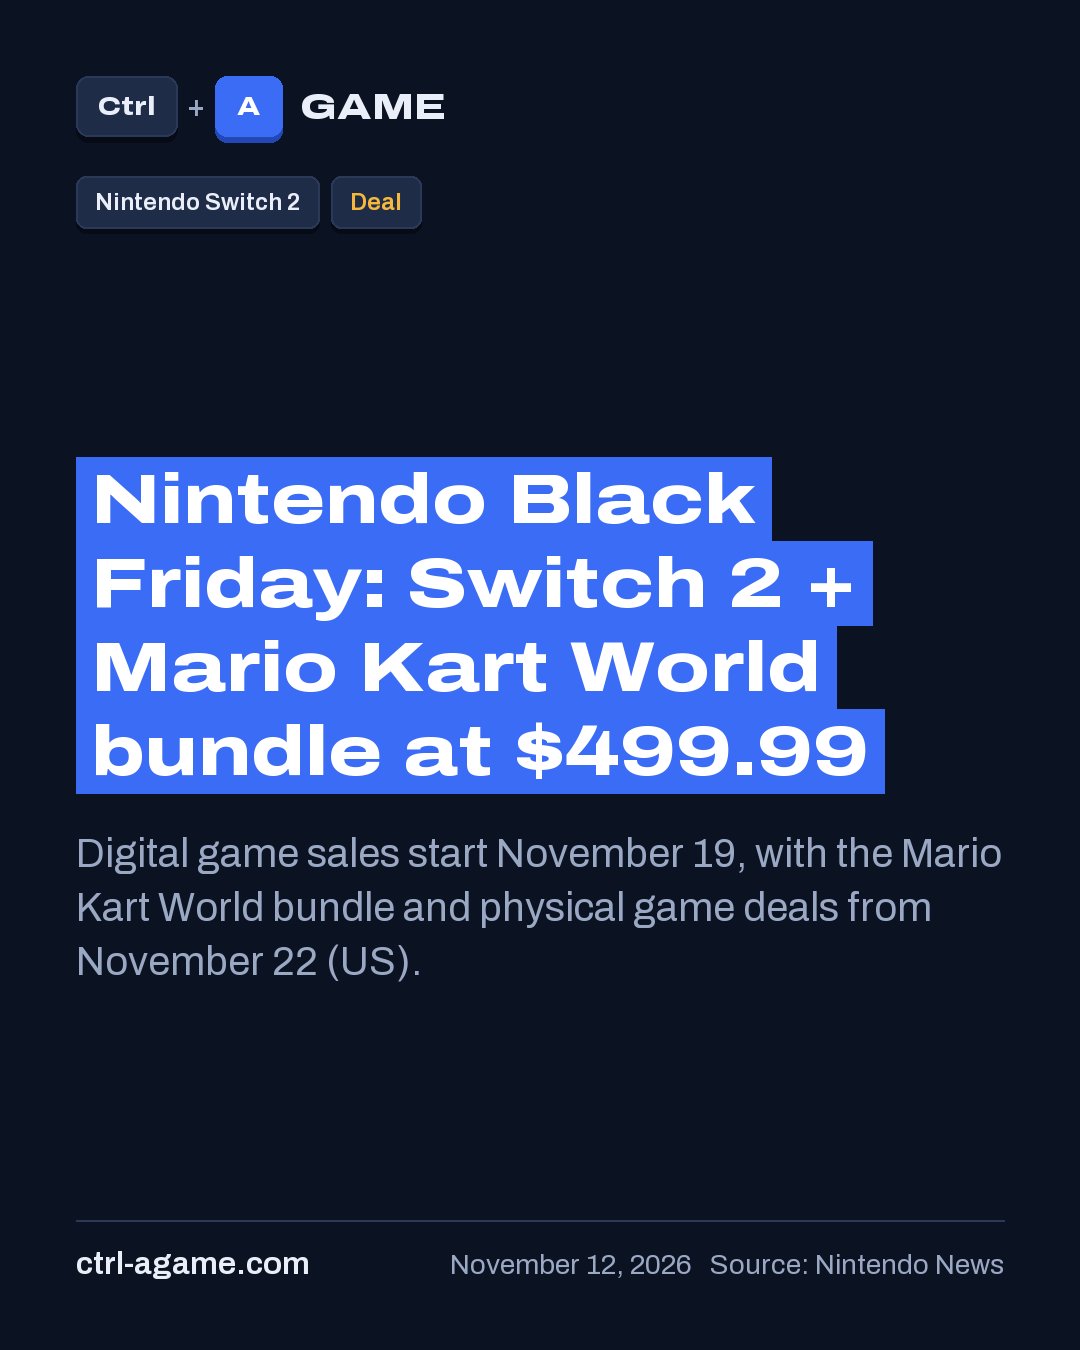 Ctrl + A GAME
Nintendo Switch 2 Deal
Nintendo Black
Friday: Switch 2 +
Mario Kart World
bundle at $499.99
Digital game sales start November 19, with the Mario
Kart World bundle and physical game deals from
November 22 (US).
ctrl-agame.com November 12, 2026 Source: Nintendo News